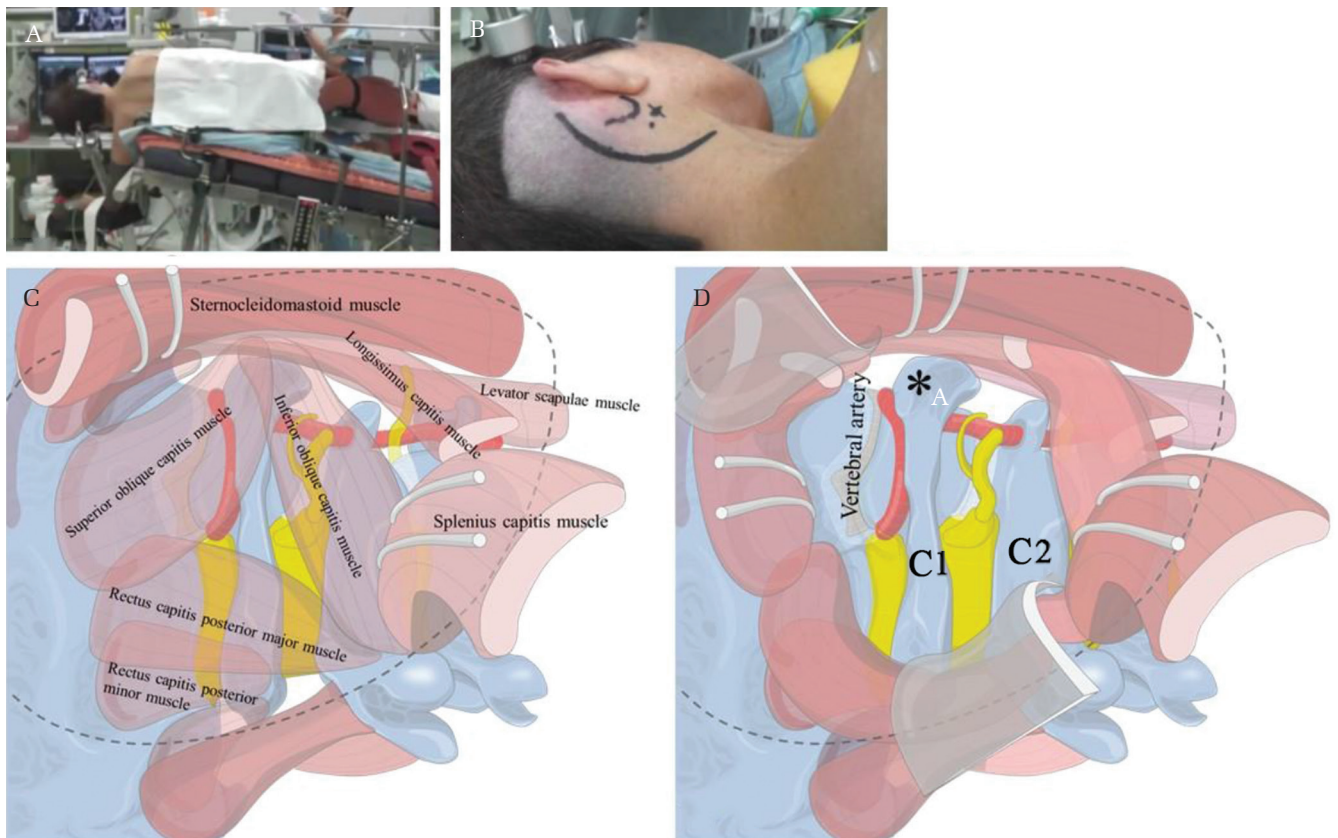 A
B
C
Sternocleidomastoid muscle
Longissimus capitis muscle
Levator scapulae muscle
Superior oblique capitis muscle
Inferior oblique capitis muscle
Splenius capitis muscle
Rectus capitis posterior major muscle
Rectus capitis posterior
minor muscle
D
*
A
Vertebral artery
C1
C2